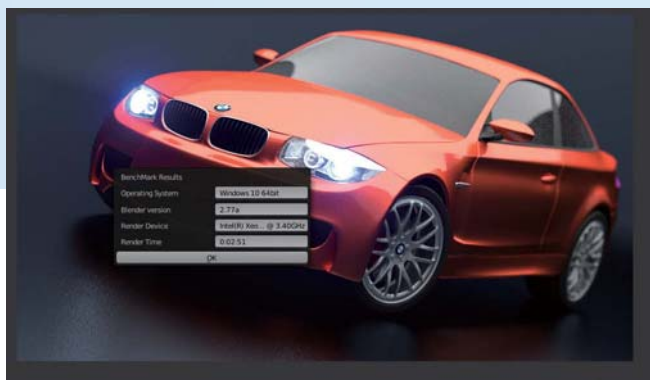 BenchMark Results
Operating System Windows 10 64bit
Blender version 2.77a
Render Device Intel(R) Xeo... @ 3.40GHz
Render Time 0:02:51
OK